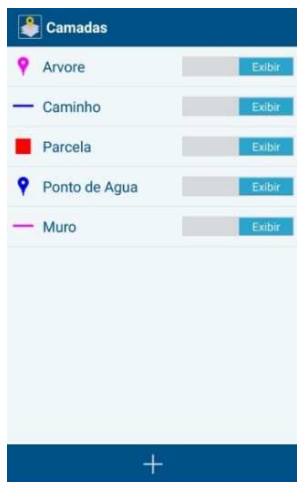 Camadas
Arvore Exibir
Caminho Exibir
Parcela Exibir
Ponto de Agua Exibir
Muro Exibir